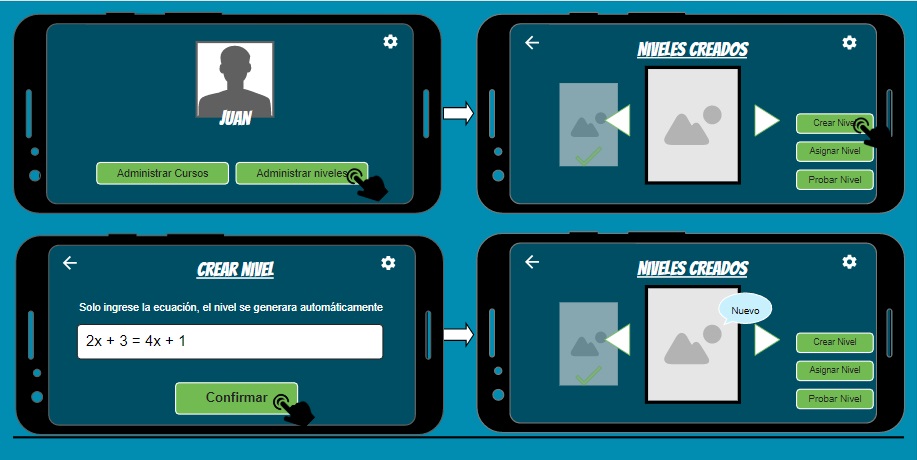 JUAN
Administrar Cursos
Administrar niveles
NIVELES CREADOS
Crear Nivel
Asignar Nivel
Probar Nivel
CREAR NIVEL
Solo ingrese la ecuación, el nivel se generara automáticamente
2x + 3 = 4x + 1
Confirmar
NIVELES CREADOS
Nuevo
Crear Nivel
Asignar Nivel
Probar Nivel